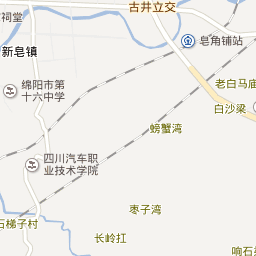 祠堂
古井立交
皂角铺站
新皂镇
老白马庙
绵阳市第
十六中学
白沙梁
螃蟹湾
四川汽车职
业技术学院
枣子湾
石梯子村
长岭扛
响石